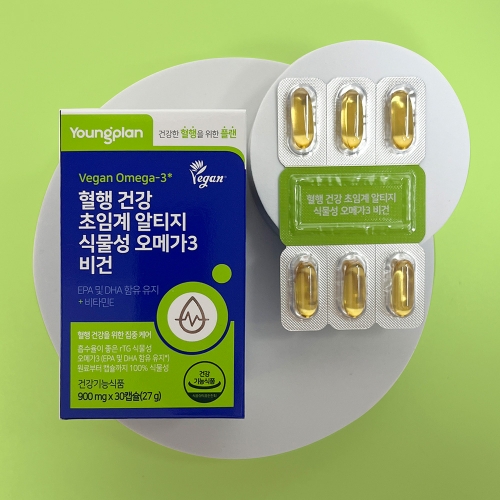 Youngplan
건강한 혈행을 위한 플랜
Vegan Omega-3*
Vegan
혈행 건강
초임계 알티지
식물성 오메가3
비건
EPA 및 DHA 함유 유지
+ 비타민E
혈행 건강을 위한 집중 케어
흡수율이 좋은 rTG 식물성
오메가3 (EPA 및 DHA 함유 유지*)
원료부터 캡슐까지 100% 식물성
건강기능식품
900 mg x 30캡슐(27 g)
건강
기능식품
혈행 건강 초임계 알티지
식물성 오메가3 비건